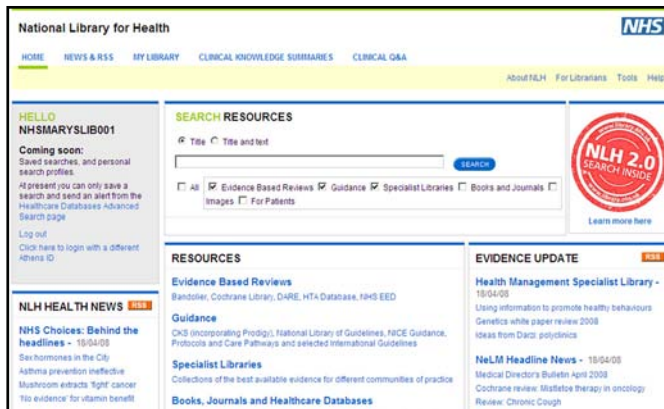 National Library for Health
NHS
HOME NEWS & RSS MY LIBRARY CLINICAL KNOWLEDGE SUMMARIES CLINICAL Q&A
About NLH For Librarians Tools Help
HELLO
NHSMARYSLIB001
Coming soon:
Saved searches, and personal
search profiles.
At present you can only save a
search and send an alert from the
Healthcare Databases Advanced
Search page
Log out
Click here to login with a different
Athens ID
NLH HEALTH NEWS RSS
NHS Choices: Behind the
headlines - 18/04/08
Sex hormones in the City
Asthma prevention ineffective
Mushroom extracts 'fight' cancer
'No evidence' for vitamin benefit
SEARCH RESOURCES
Title Title and text
SEARCH
All Evidence Based Reviews Guidance Specialist Libraries Books and Journals
Images For Patients
RESOURCES
Evidence Based Reviews
Bandolier, Cochrane Library, DARE, HTA Database, NHS EED
Guidance
CKS (incorporating Prodigy), National Library of Guidelines, NICE Guidance,
Protocols and Care Pathways and selected International Guidelines
Specialist Libraries
Collections of the best available evidence for different communities of practice
Books, Journals and Healthcare Databases
NLH 2.0
SEARCH INSIDE
Learn more here
EVIDENCE UPDATE RSS
Health Management Specialist Library -
18/04/08
Using information to promote healthy behaviours
Genetics white paper review 2008
Ideas from Darzi: polyclinics
NeLM Headline News - 18/04/08
Medical Director's Bulletin April 2008
Cochrane review: Mistletoe therapy in oncology
Review: Chronic Cough